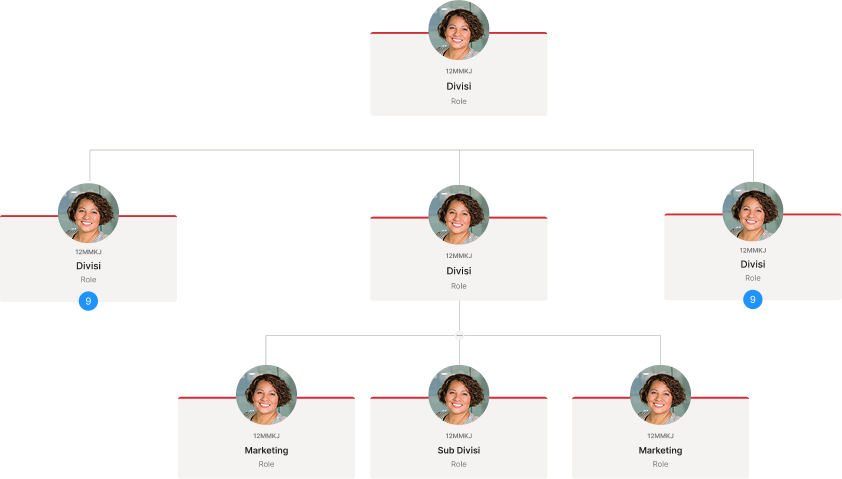 12MMKJ
Divisi
Role
12MMKJ
Divisi
Role
9
12MMKJ
Divisi
Role
12MMKJ
Divisi
Role
9
12MMKJ
Marketing
Role
12MMKJ
Sub Divisi
Role
12MMKJ
Marketing
Role